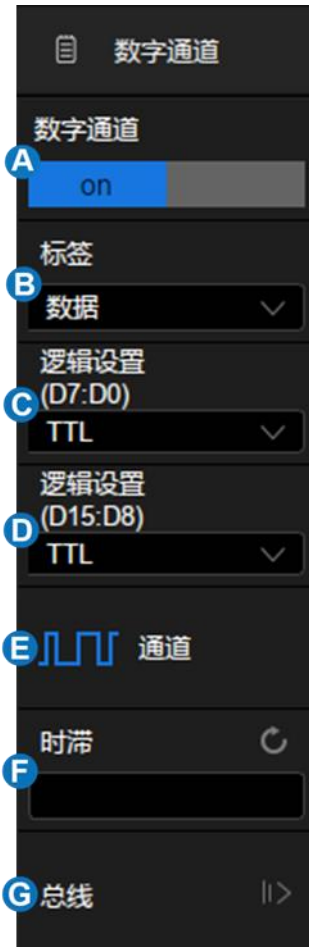 数字通道
数字通道
A
on
标签
B
数据
逻辑设置
C
(D7:D0)
TTL
逻辑设置
(D15:D8)
D
TTL
E
通道
时滞
F
G
总线